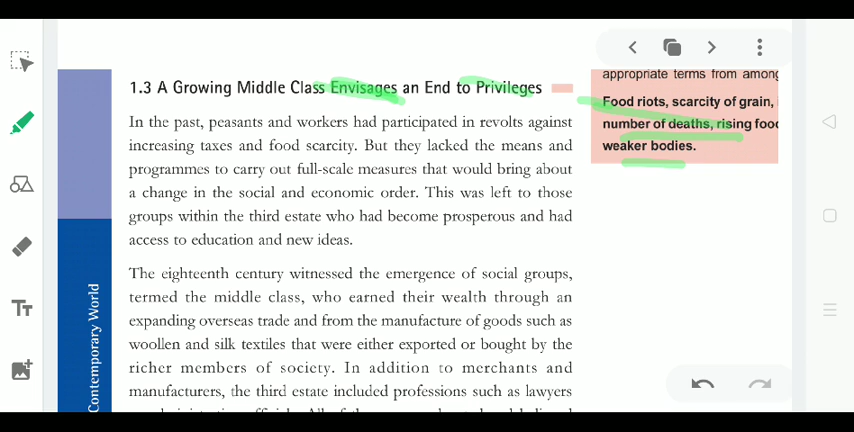 1.3 A Growing Middle Class Envisages an End to Privileges
In the past, peasants and workers had participated in revolts against
increasing taxes and food scarcity. But they lacked the means and
programmes to carry out full-scale measures that would bring about
a change in the social and economic order. This was left to those
groups within the third estate who had become prosperous and had
access to education and new ideas.
The eighteenth century witnessed the emergence of social groups,
termed the middle class, who earned their wealth through an
expanding overseas trade and from the manufacture of goods such as
woollen and silk textiles that were either exported or bought by the
richer members of society. In addition to merchants and
manufacturers, the third estate included professions such as lawyers
appropriate terms from among
Food riots, scarcity of grain,
number of deaths, rising food
weaker bodies.
Contemporary World
TT